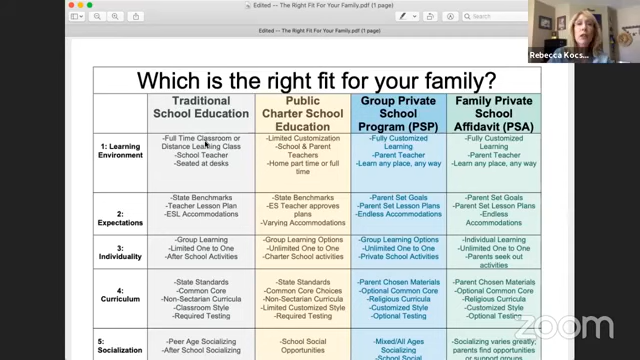 Edited — The Right Fit For Your Family.pdf (1 page)
Search
Edited — The Right Fit For Your Family.pdf (1 page)
Rebecca Kocs...
Which is the right fit for your family?
Traditional
School Education
Public
Charter School
Education
Group Private
School
Program (PSP)
Family Private
School
Affidavit (PSA)
1: Learning
Environment
-Full Time Classroom or
Distance Learning Class
-School Teacher
-Seated at desks
-Limited Customization
-School & Parent
Teachers
-Home part time or full
time
-Fully Customized
Learning
-Parent Teacher
-Learn any place, any way
-Fully Customized
Learning
-Parent Teacher
-Learn any place, any way
2:
Expectations
-State Benchmarks
-Teacher Lesson Plan
-ESL Accommodations
-State Benchmarks
-ES Teacher approves
plans
-Varying Accommodations
-Parent Set Goals
-Parent Set Lesson Plans
-Endless Accommodations
-Parent Set Goals
-Parent Set Lesson Plans
-Endless
Accommodations
3:
Individuality
-Group Learning
-Limited One to One
-After School Activities
-Group Learning Options
-Unlimited One to One
-Charter School activities
-Group Learning Options
-Unlimited One to One
-Private School Activities
-Individual Learning
-Unlimited One to One
-Parents seek out
activities
4:
Curriculum
-State Standards
-Common Core
-Non-Sectarian Curricula
-Classroom Style
-Required Testing
-State Standards
-Common Core Choices
-Non-Sectarian Curricula
-Limited Customized Style
-Required Testing
-Parent Chosen Materials
-Optional Common Core
-Religious Curricula
-Customized Style
-Optional Testing
-Parent Chosen Materials
-Optional Common Core
-Religious Curricula
-Customized Style
-Optional Testing
5:
Socialization
-Peer Age Socializing
-After School Socializing
-School Social
Opportunities
-Mixed/All Ages
Socializing
-School Social
-Socializing varies greatly;
parents find opportunities
or support groups
zoom